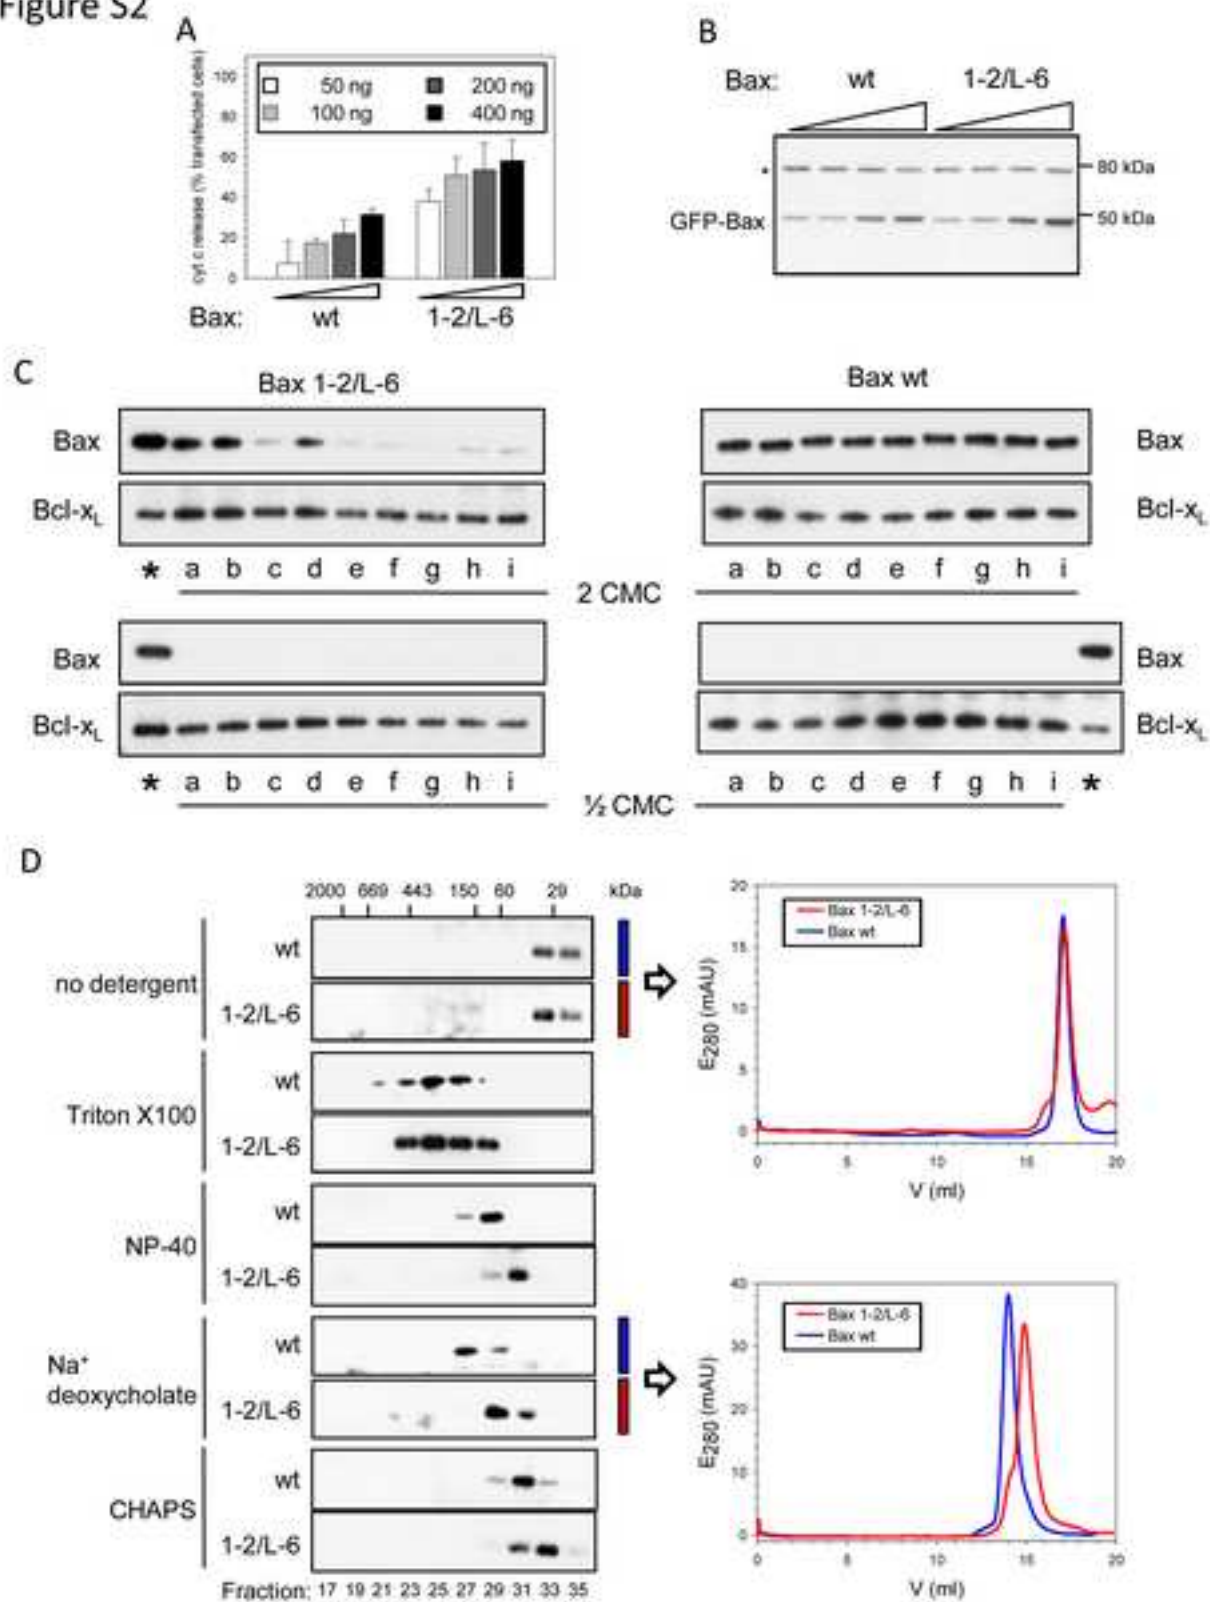 Figure S2
A
cyt c release (% transfected cells)
100
80
60
40
20
0
50 ng
200 ng
100 ng
400 ng
Bax:
wt
1-2/L-6
B
Bax:
wt
1-2/L-6
80 kDa
GFP-Bax
50 kDa
C
Bax 1-2/L-6
Bax wt
Bax
Bax
Bcl-xL
Bcl-xL
* a b c d e f g h i
a b c d e f g h i
2 CMC
Bax
Bax
Bcl-xL
Bcl-xL
* a b c d e f g h i
a b c d e f g h i *
½ CMC
D
2000 669 443 150 60 29 kDa
no detergent
wt
1-2/L-6
Triton X100
wt
1-2/L-6
NP-40
wt
1-2/L-6
Na+
deoxycholate
wt
1-2/L-6
CHAPS
wt
1-2/L-6
Fraction: 17 19 21 23 25 27 29 31 33 35
20
15
10
5
0
E280 (mAU)
Bax 1-2/L-6
Bax wt
0 5 10 15 20
V (ml)
40
30
20
10
0
E280 (mAU)
Bax 1-2/L-6
Bax wt
0 5 10 15 20
V (ml)